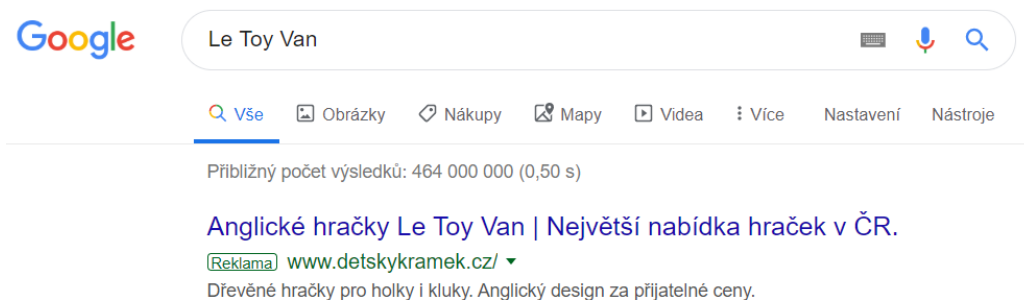 Google Le Toy Van
Vše Obrázky Nákupy Mapy Videa Více Nastavení Nástroje
Přibližný počet výsledků: 464 000 000 (0,50 s)
Anglické hračky Le Toy Van | Největší nabídka hraček v ČR.
Reklama www.detskykramek.cz/
Dřevěné hračky pro holky i kluky. Anglický design za přijatelné ceny.